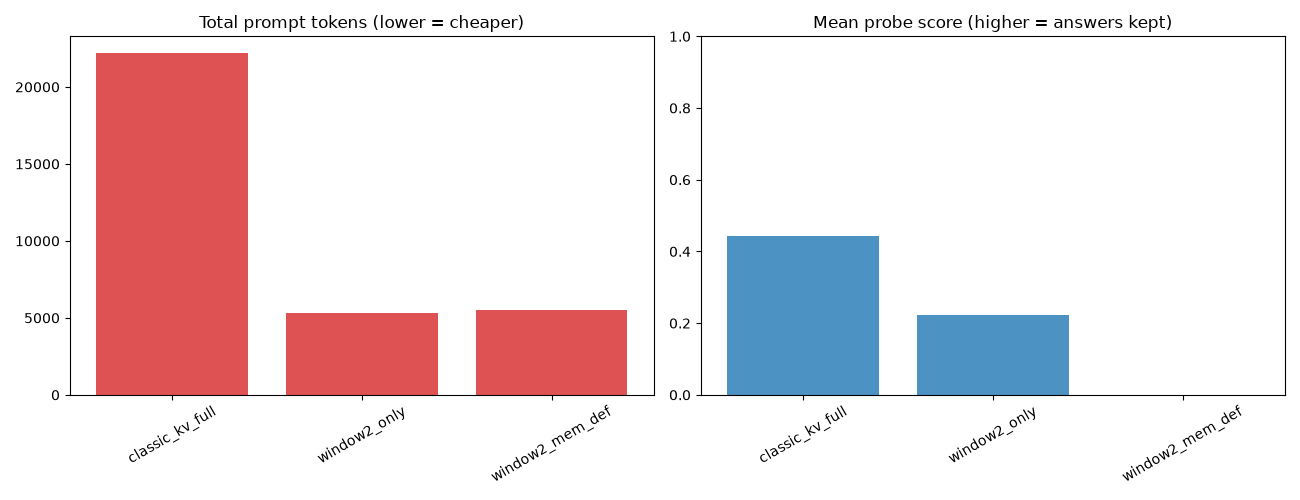 Total prompt tokens (lower = cheaper)
20000
15000
10000
5000
0
classic_kv_full
window2_only
window2_mem_def
Mean probe score (higher = answers kept)
1.0
0.8
0.6
0.4
0.2
0.0
classic_kv_full
window2_only
window2_mem_def